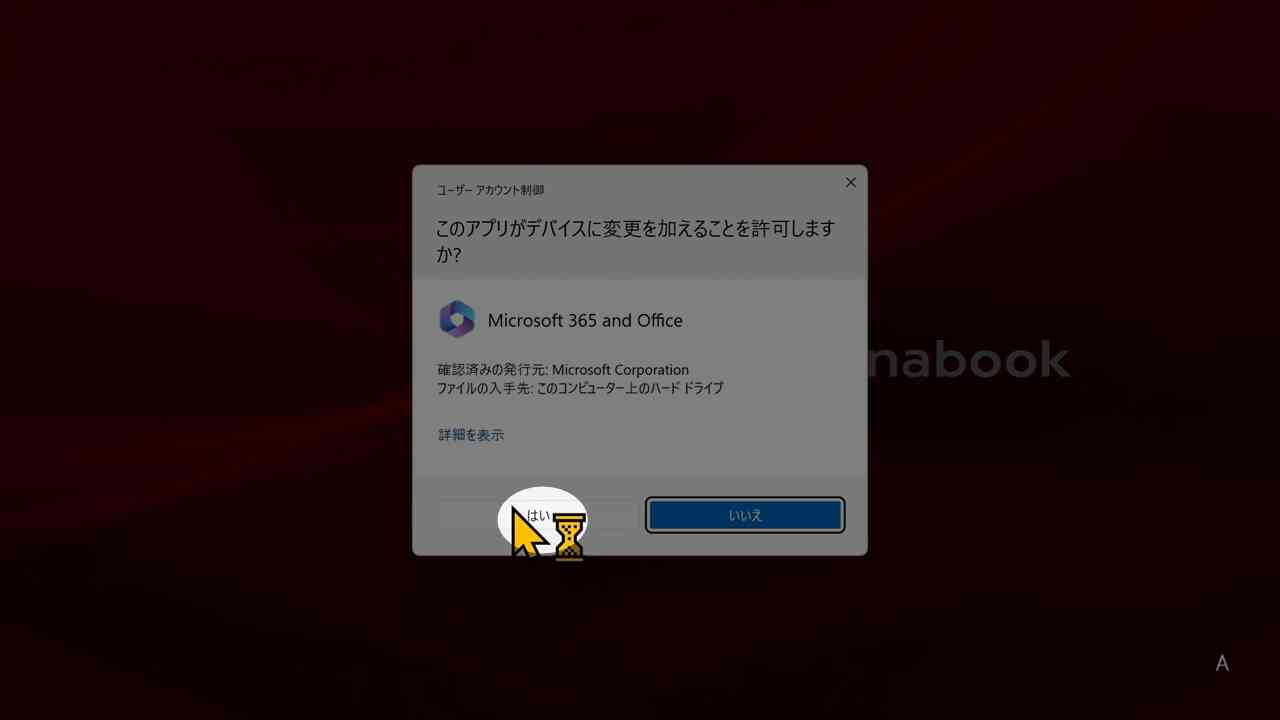 ユーザー アカウント制御
このアプリがデバイスに変更を加えることを許可します
か?
Microsoft 365 and Office
確認済みの発行元: Microsoft Corporation
ファイルの入手先: このコンピューター上のハード ドライブ
nabook
詳細を表示
はい
いいえ
A